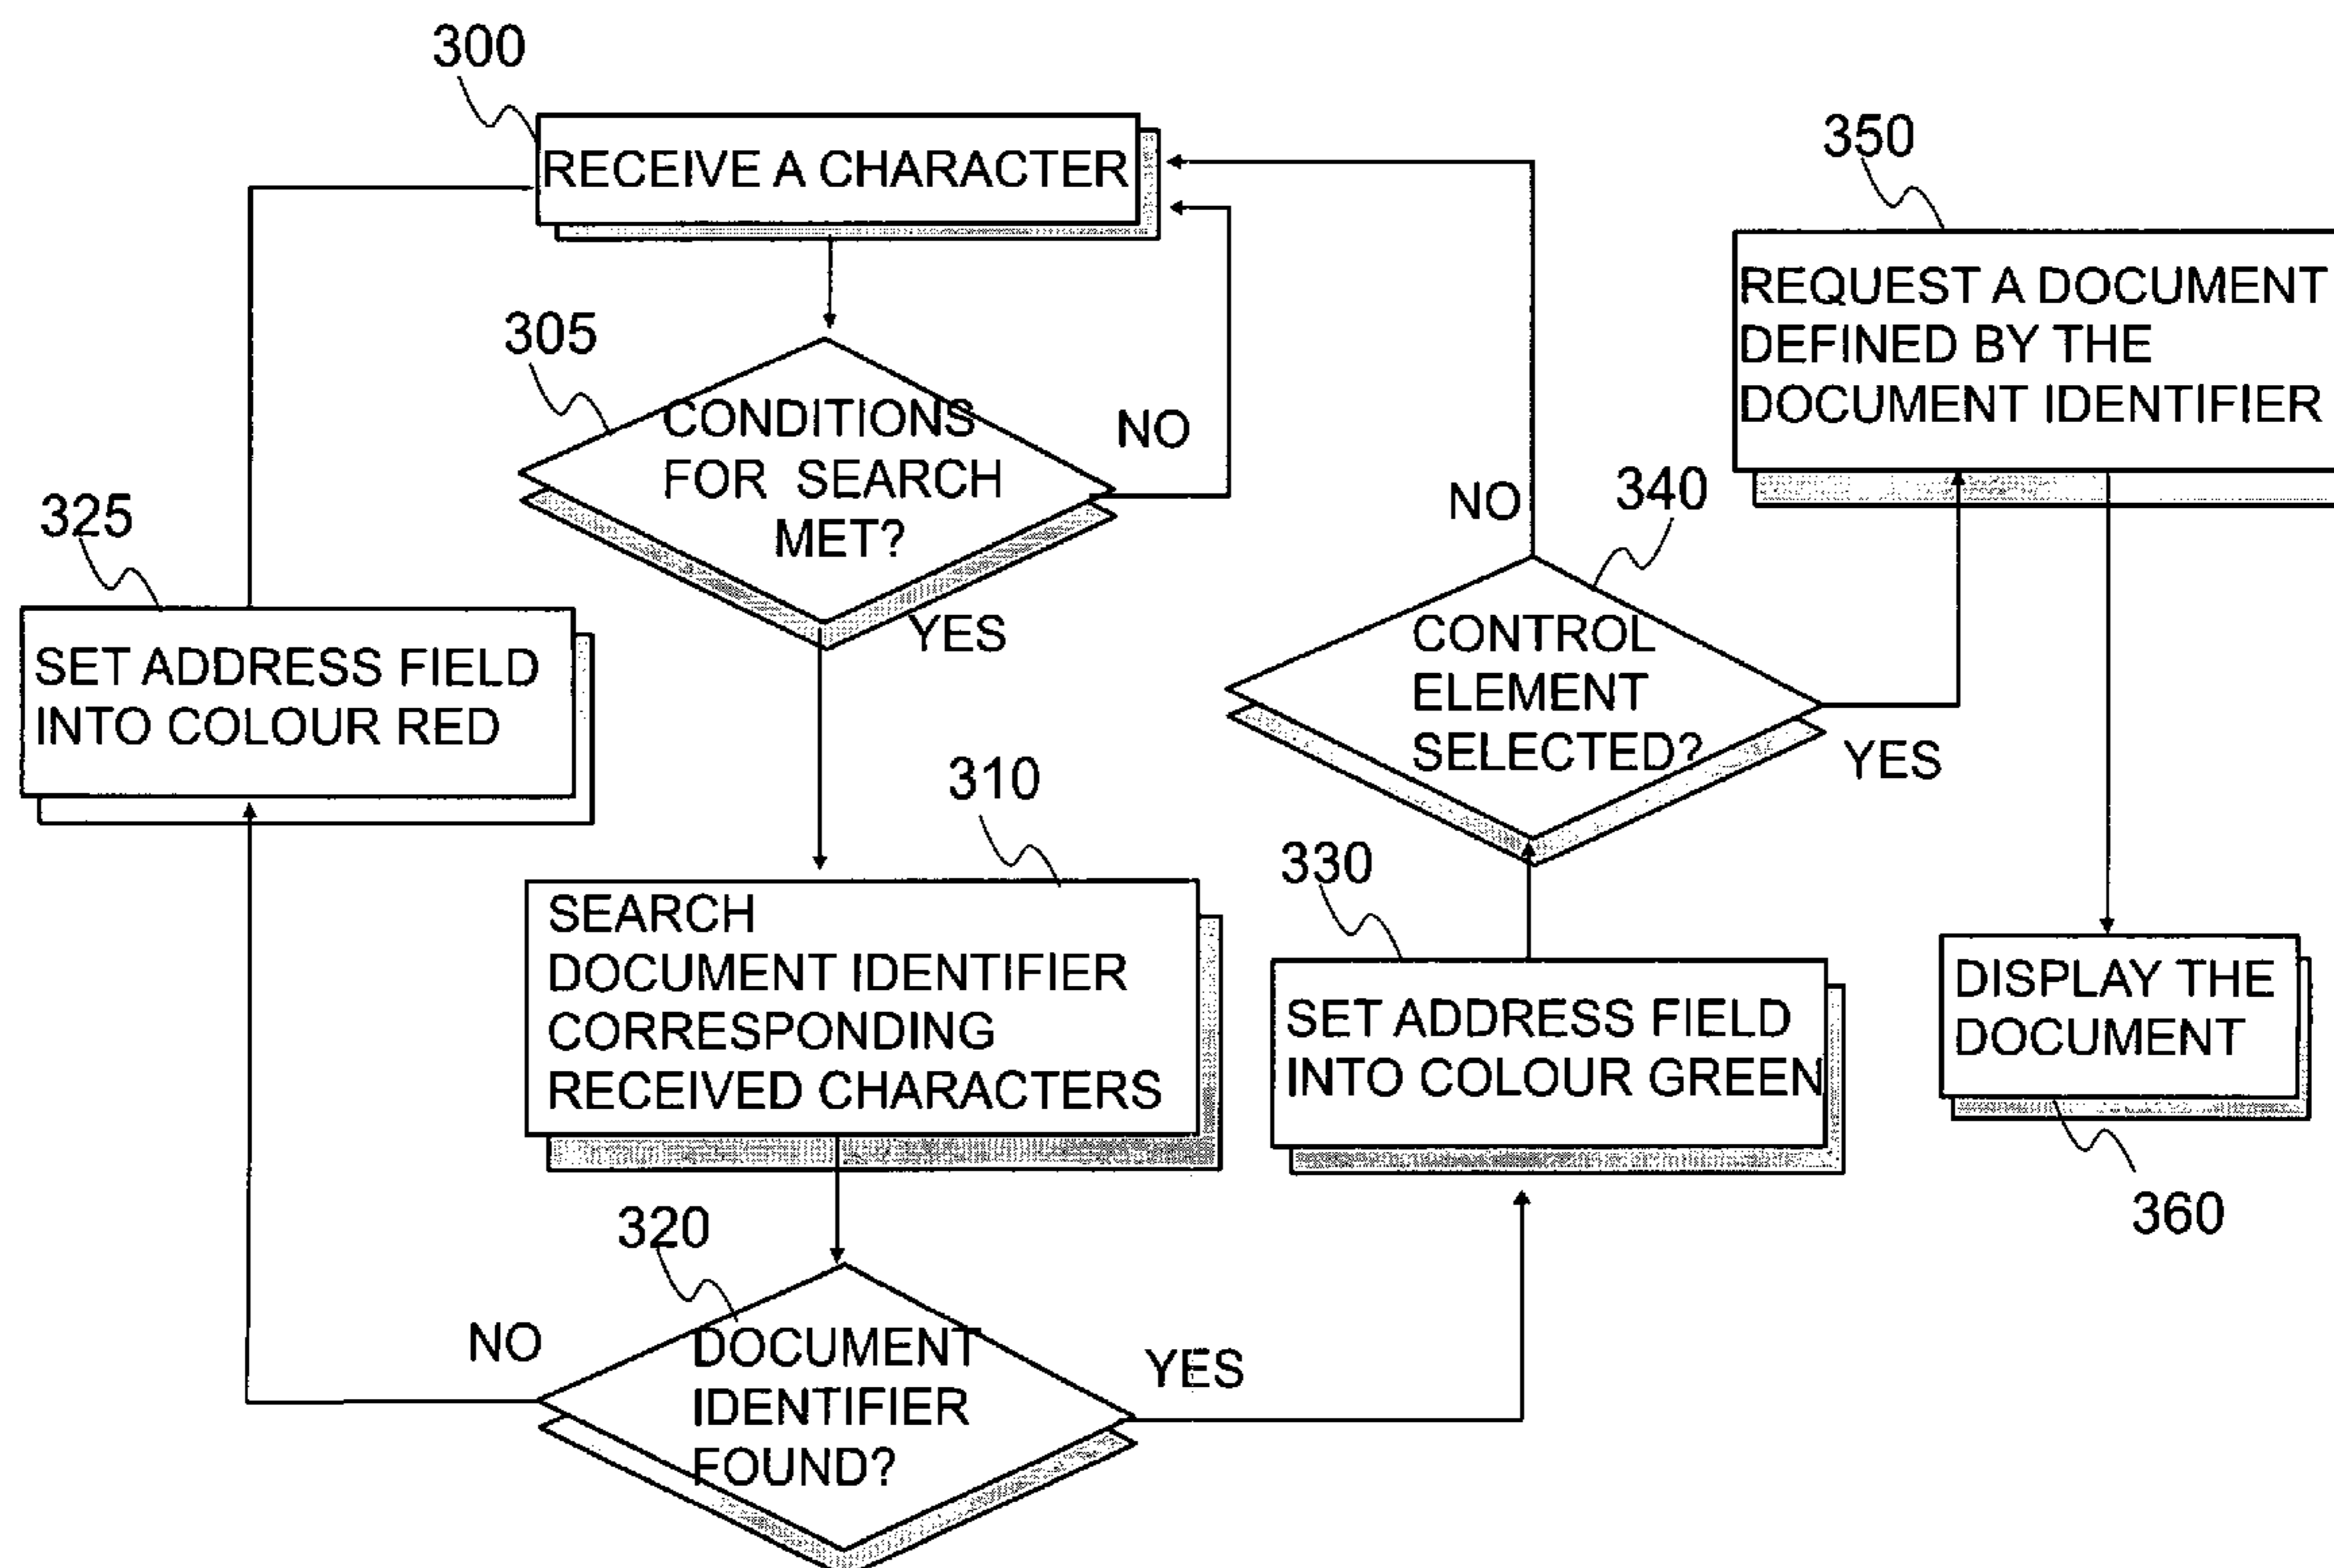 300
RECEIVE A CHARACTER
305
CONDITIONS
FOR SEARCH
MET?
NO
YES
325
SET ADDRESS FIELD
INTO COLOUR RED
310
SEARCH
DOCUMENT IDENTIFIER
CORRESPONDING
RECEIVED CHARACTERS
320
DOCUMENT
IDENTIFIER
FOUND?
NO
YES
330
SET ADDRESS FIELD
INTO COLOUR GREEN
340
CONTROL
ELEMENT
SELECTED?
NO
YES
350
REQUEST A DOCUMENT
DEFINED BY THE
DOCUMENT IDENTIFIER
DISPLAY THE
DOCUMENT
360